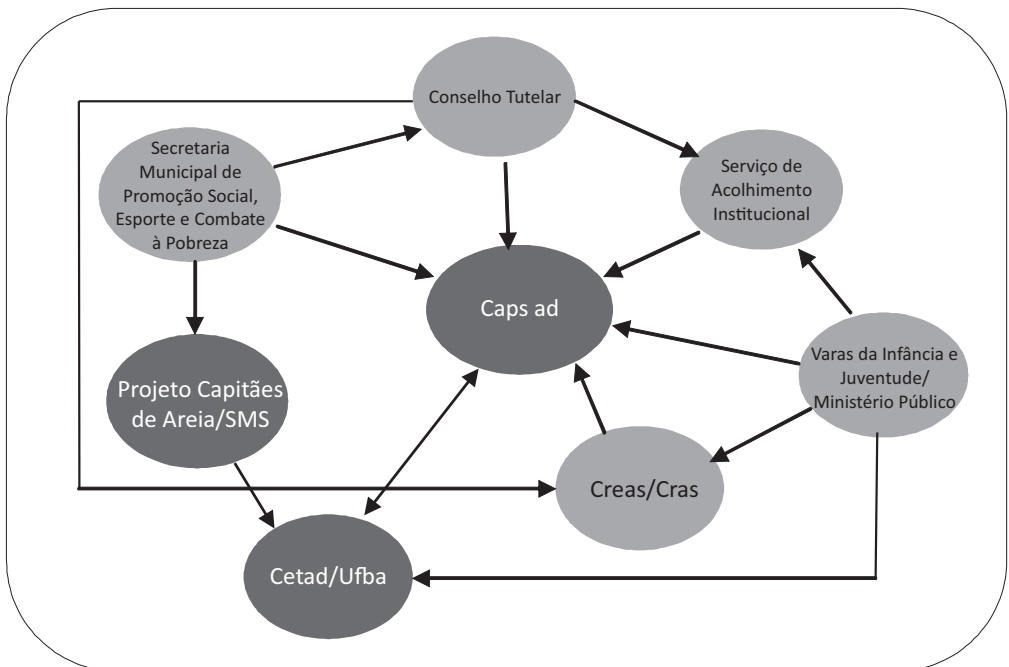 Conselho Tutelar
Secretaria
Municipal de
Promoção Social,
Esporte e Combate
à Pobreza
Serviço de
Acolhimento
Institucional
Caps ad
Varas da Infância e
Juventude/
Ministério Público
Projeto Capitães
de Areia/SMS
Creas/Cras
Cetad/Ufba